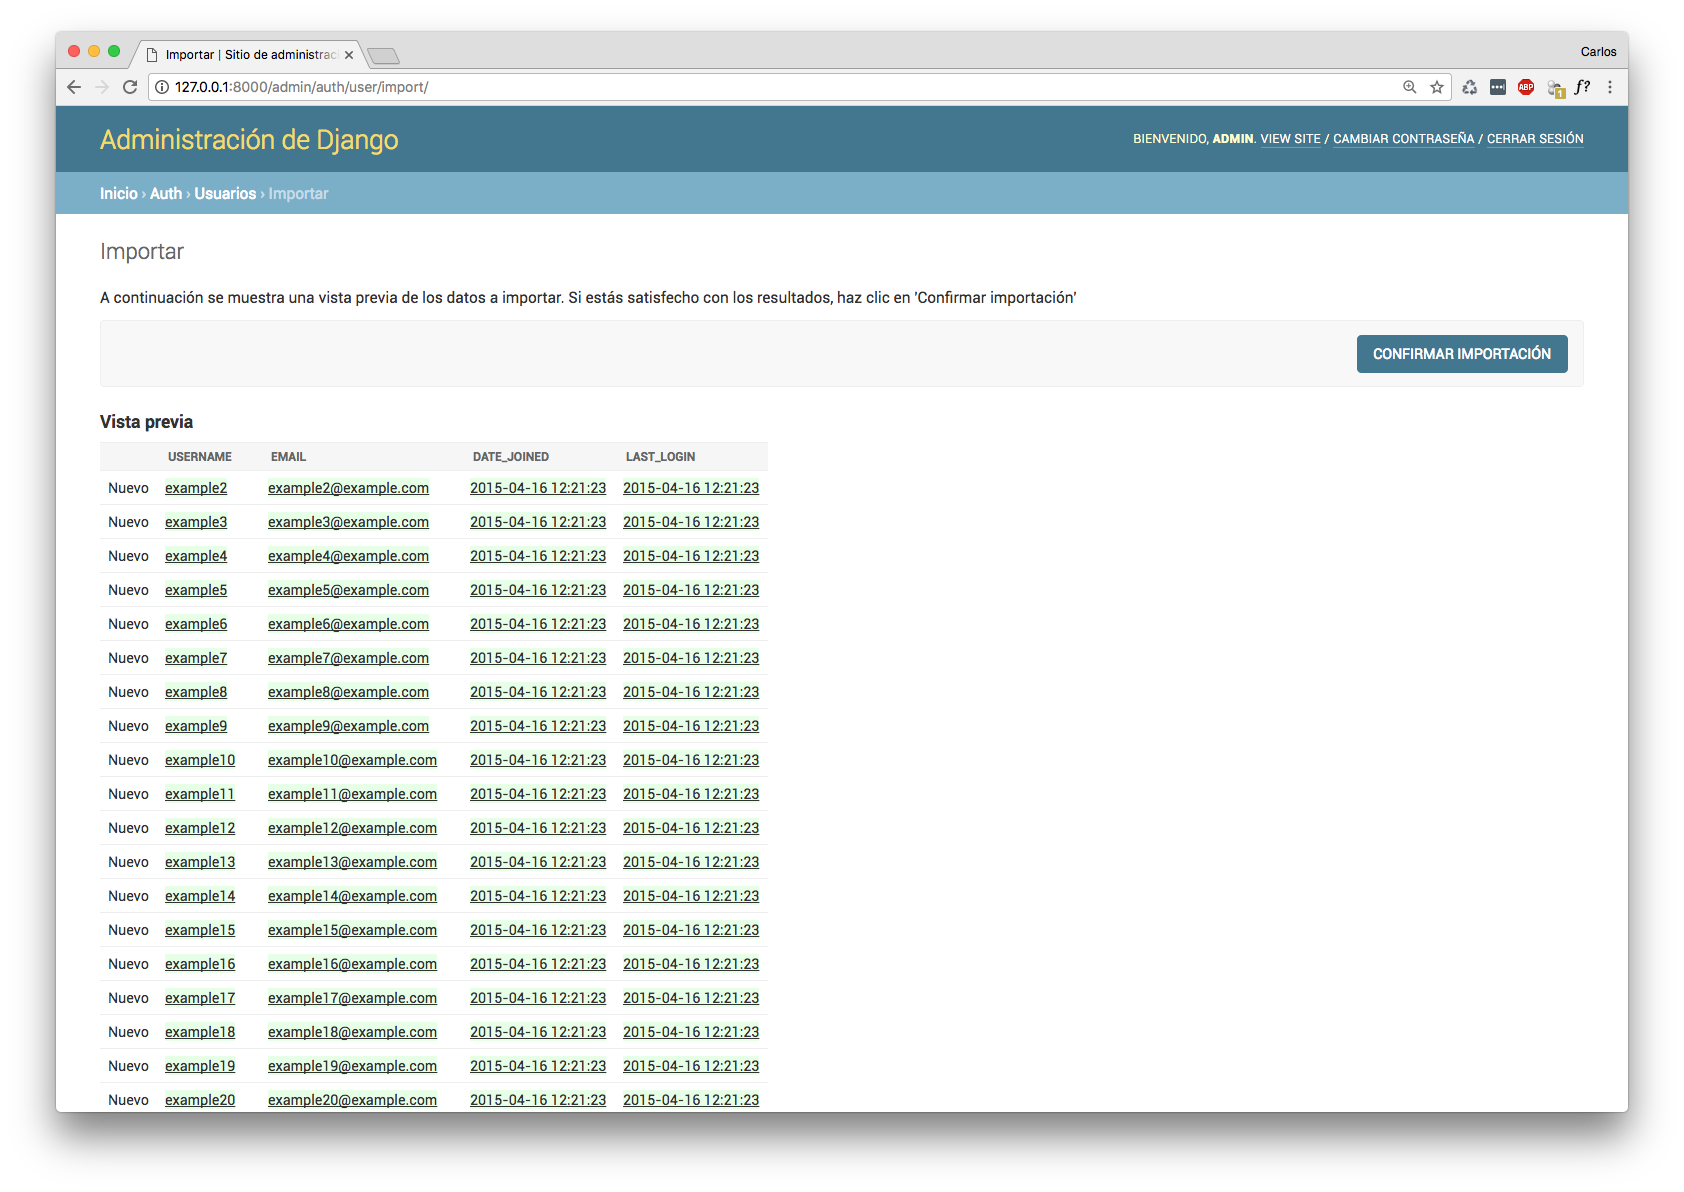 Importar | Sitio de administrac
Carlos
127.0.0.1:8000/admin/auth/user/import/
ABP
1
f?
Administración de Django
BIENVENIDO, ADMIN. VIEW SITE / CAMBIAR CONTRASEÑA / CERRAR SESIÓN
Inicio › Auth › Usuarios › Importar
Importar
A continuación se muestra una vista previa de los datos a importar. Si estás satisfecho con los resultados, haz clic en 'Confirmar importación'
CONFIRMAR IMPORTACIÓN
Vista previa
USERNAME EMAIL DATE_JOINED LAST_LOGIN
Nuevo example2 example2@example.com 2015-04-16 12:21:23 2015-04-16 12:21:23
Nuevo example3 example3@example.com 2015-04-16 12:21:23 2015-04-16 12:21:23
Nuevo example4 example4@example.com 2015-04-16 12:21:23 2015-04-16 12:21:23
Nuevo example5 example5@example.com 2015-04-16 12:21:23 2015-04-16 12:21:23
Nuevo example6 example6@example.com 2015-04-16 12:21:23 2015-04-16 12:21:23
Nuevo example7 example7@example.com 2015-04-16 12:21:23 2015-04-16 12:21:23
Nuevo example8 example8@example.com 2015-04-16 12:21:23 2015-04-16 12:21:23
Nuevo example9 example9@example.com 2015-04-16 12:21:23 2015-04-16 12:21:23
Nuevo example10 example10@example.com 2015-04-16 12:21:23 2015-04-16 12:21:23
Nuevo example11 example11@example.com 2015-04-16 12:21:23 2015-04-16 12:21:23
Nuevo example12 example12@example.com 2015-04-16 12:21:23 2015-04-16 12:21:23
Nuevo example13 example13@example.com 2015-04-16 12:21:23 2015-04-16 12:21:23
Nuevo example14 example14@example.com 2015-04-16 12:21:23 2015-04-16 12:21:23
Nuevo example15 example15@example.com 2015-04-16 12:21:23 2015-04-16 12:21:23
Nuevo example16 example16@example.com 2015-04-16 12:21:23 2015-04-16 12:21:23
Nuevo example17 example17@example.com 2015-04-16 12:21:23 2015-04-16 12:21:23
Nuevo example18 example18@example.com 2015-04-16 12:21:23 2015-04-16 12:21:23
Nuevo example19 example19@example.com 2015-04-16 12:21:23 2015-04-16 12:21:23
Nuevo example20 example20@example.com 2015-04-16 12:21:23 2015-04-16 12:21:23